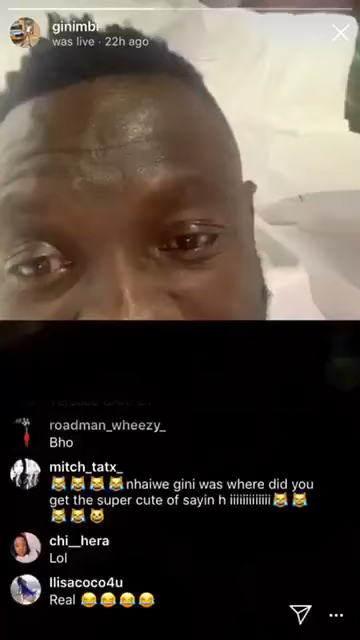 ginimbi
was live · 22h ago
roadman_wheezy_
Bho
mitch_tatx_
😹😹😹😹nhaiwe gini was where did you
get the super cute of sayin h iiiiiiiiiiiii😹😹
😹😹😺
chi__hera
Lol
llisacoco4u
Real 😂😂😂😂